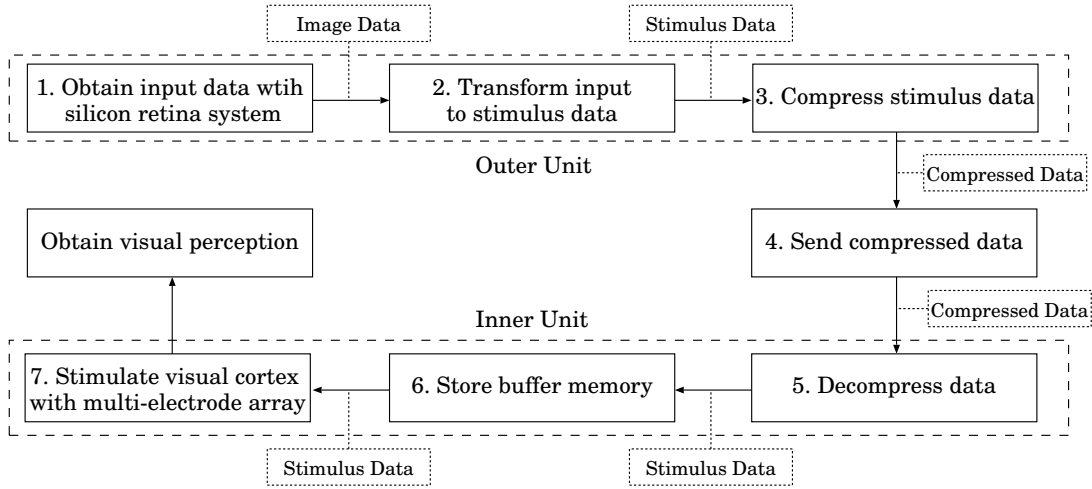 Image Data
Stimulus Data
1. Obtain input data wtih
silicon retina system
2. Transform input
to stimulus data
3. Compress stimulus data
Outer Unit
Compressed Data
Obtain visual perception
4. Send compressed data
Compressed Data
Inner Unit
7. Stimulate visual cortex
with multi-electrode array
6. Store buffer memory
5. Decompress data
Stimulus Data
Stimulus Data